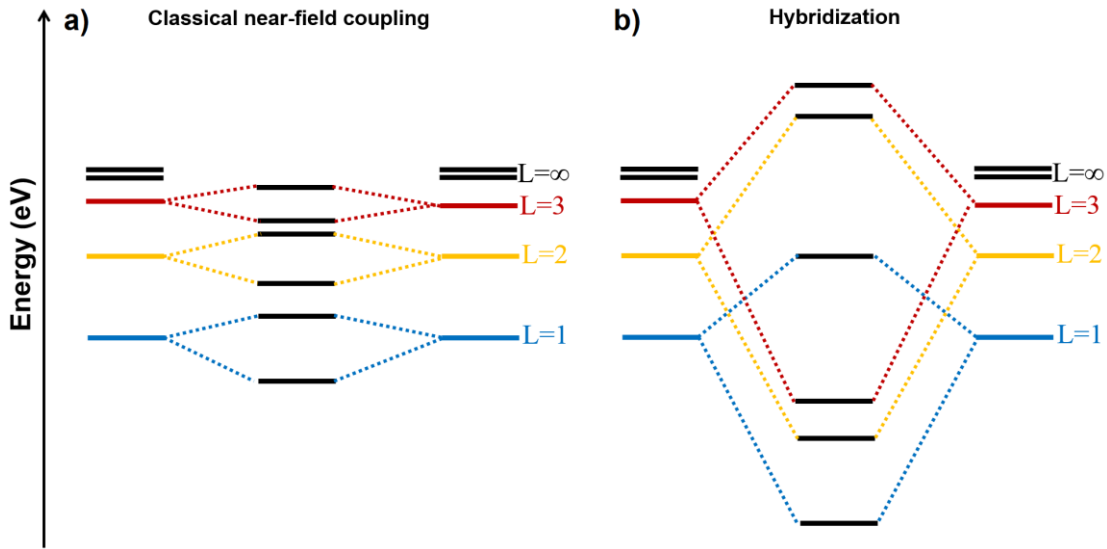 a) Classical near-field coupling
b) Hybridization
Energy (eV)
L=∞
L=3
L=2
L=1
L=∞
L=3
L=2
L=1